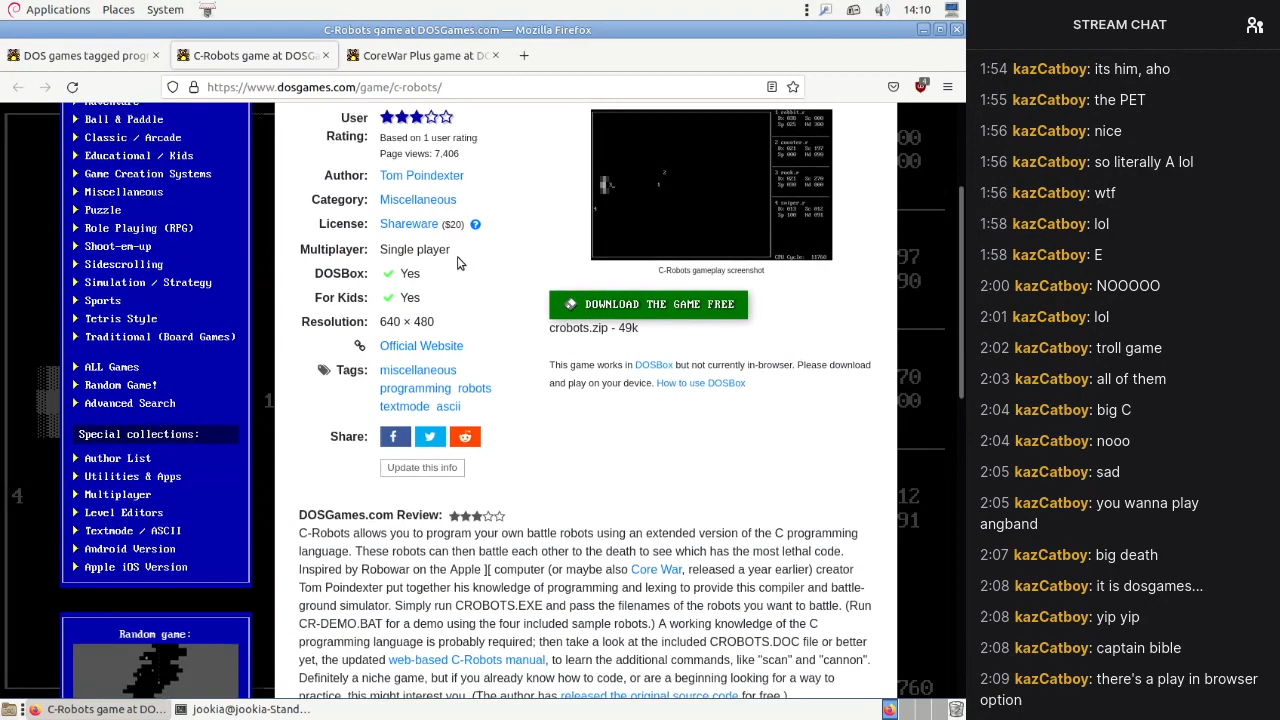 Applications Places System
14:10
C-Robots game at DOSGames.com — Mozilla Firefox
DOS games tagged progr
C-Robots game at DOSGa
CoreWar Plus game at DO
https://www.dosgames.com/game/c-robots/
4
Adventure
Ball & Paddle
Classic / Arcade
Educational / Kids
Game Creation Systems
Miscellaneous
Puzzle
Role Playing (RPG)
Shoot-em-up
Sidescrolling
Simulation / Strategy
Sports
Tetris Style
Traditional (Board Games)
ALL Games
Random Game!
Advanced Search
Special collections:
Author List
Utilities & Apps
Multiplayer
Level Editors
Textmode / ASCII
Android Version
Apple iOS Version
Random game:
User
Rating:
Based on 1 user rating
Page views: 7,406
Author: Tom Poindexter
Category: Miscellaneous
License: Shareware ($20)
Multiplayer: Single player
DOSBox: Yes
For Kids: Yes
Resolution: 640 × 480
Official Website
Tags: miscellaneous
programming robots
textmode ascii
Share:
Update this info
C-Robots gameplay screenshot
DOWNLOAD THE GAME FREE
crobots.zip - 49k
This game works in DOSBox but not currently in-browser. Please download
and play on your device. How to use DOSBox
DOSGames.com Review:
C-Robots allows you to program your own battle robots using an extended version of the C programming
language. These robots can then battle each other to the death to see which has the most lethal code.
Inspired by Robowar on the Apple ][ computer (or maybe also Core War, released a year earlier) creator
Tom Poindexter put together his knowledge of programming and lexing to provide this compiler and battle-
ground simulator. Simply run CROBOTS.EXE and pass the filenames of the robots you want to battle. (Run
CR-DEMO.BAT for a demo using the four included sample robots.) A working knowledge of the C
programming language is probably required; then take a look at the included CROBOTS.DOC file or better
yet, the updated web-based C-Robots manual, to learn the additional commands, like "scan" and "cannon".
Definitely a niche game, but if you already know how to code, or are a beginning looking for a way to
practice, this might interest you. (The author has released the original source code for free.)
C-Robots game at DO...
jookia@jookia-Stand...
STREAM CHAT
1:54 kazCatboy: its him, aho
1:55 kazCatboy: the PET
1:56 kazCatboy: nice
1:56 kazCatboy: so literally A lol
1:56 kazCatboy: wtf
1:58 kazCatboy: lol
1:58 kazCatboy: E
2:00 kazCatboy: NOOOOO
2:01 kazCatboy: lol
2:02 kazCatboy: troll game
2:03 kazCatboy: all of them
2:04 kazCatboy: big C
2:04 kazCatboy: nooo
2:05 kazCatboy: sad
2:05 kazCatboy: you wanna play
angband
2:07 kazCatboy: big death
2:08 kazCatboy: it is dosgames...
2:08 kazCatboy: yip yip
2:08 kazCatboy: captain bible
2:09 kazCatboy: there's a play in browser
option